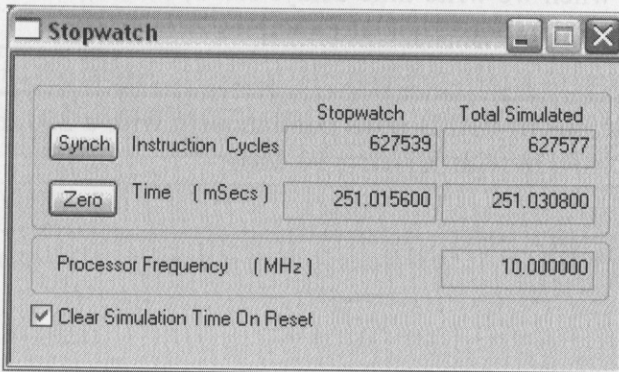 Stopwatch
Stopwatch Total Simulated
Synch Instruction Cycles 627539 627577
Zero Time (mSecs) 251.015600 251.030800
Processor Frequency (MHz) 10.000000
Clear Simulation Time On Reset